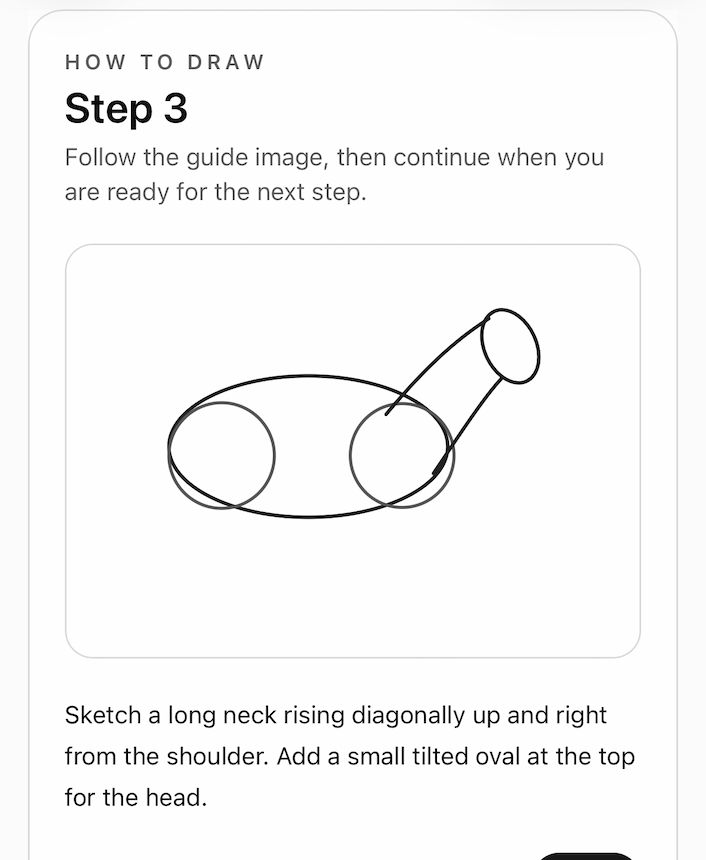 HOW TO DRAW
Step 3
Follow the guide image, then continue when you
are ready for the next step.
Sketch a long neck rising diagonally up and right
from the shoulder. Add a small tilted oval at the top
for the head.